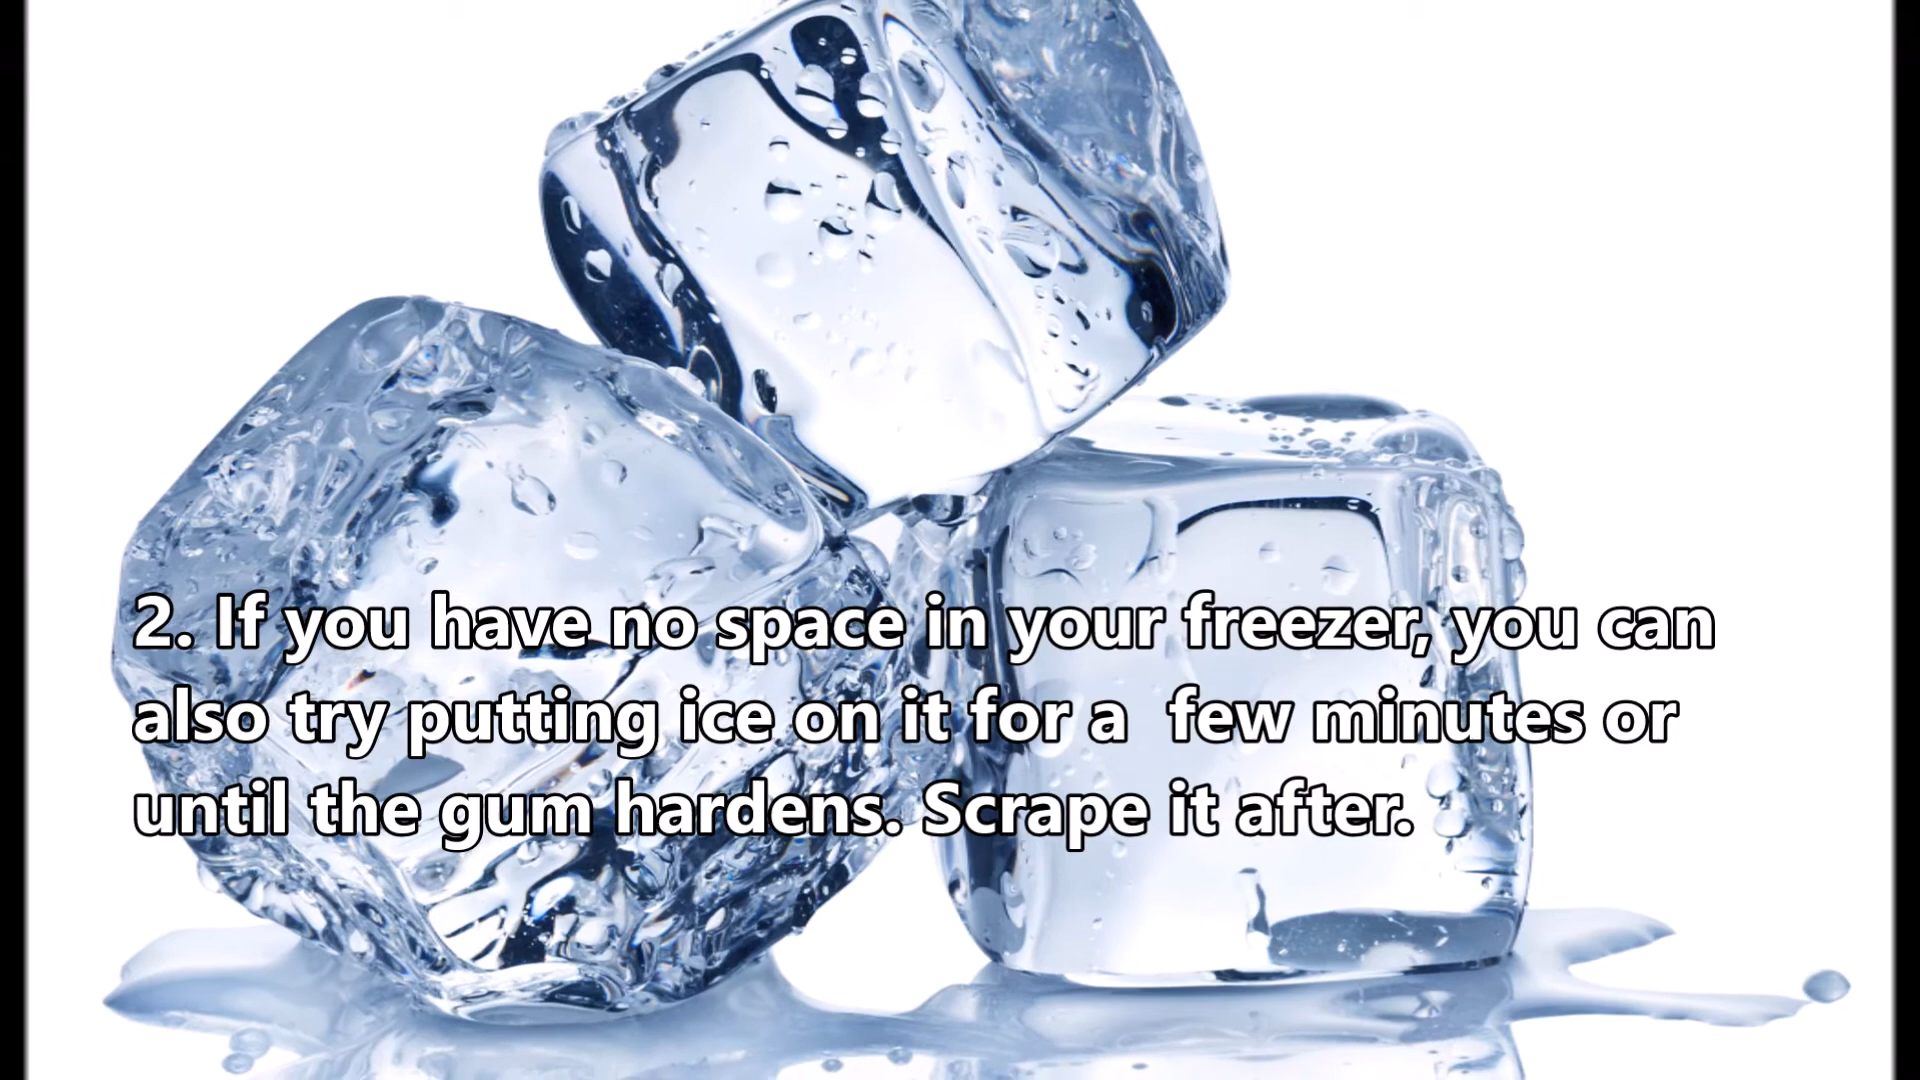 2. If you have no space in your freezer, you can
also try putting ice on it for a  few minutes or
until the gum hardens. Scrape it after.